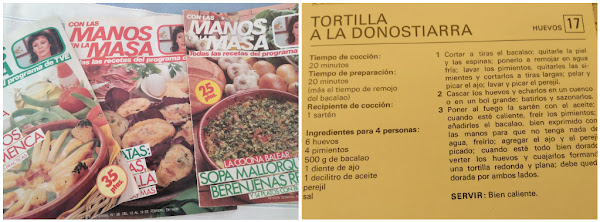 programa de TVE
MENCA
35
ptas.
CON LAS
MANOS
EN LA
MASA
Todas las recetas del programa
CON LAS
MANOS
EN LA
MASA
Todas las recetas del programa
25
ptas
LA COCINA BALEAR
SOPA MALLORQ
BERENJENAS RE
TORTILLA
A LA DONOSTIARRA
HUEVOS 17
Tiempo de cocción:
20 minutos
Tiempo de preparación:
20 minutos
(más el tiempo de remojo
del bacalao)
Recipiente de cocción:
1 sartén
Ingredientes para 4 personas:
6 huevos
4 pimientos
500 g de bacalao
1 diente de ajo
1 decilitro de aceite
perejil
sal
1 Cortar a tiras el bacalao; quitarle la piel
y las espinas; ponerlo a remojar en agua
fría; lavar los pimientos, quitarles las si-
mientes y cortarlos a tiras largas; pelar y
picar el ajo; lavar y picar el perejil.
2 Cascar los huevos y echarlos en un cuenco
o en un bol grande; batirlos y sazonarlos.
3 Poner al fuego la sartén con el aceite;
cuando esté caliente, freír los pimientos;
añadirles el bacalao, bien exprimido con
las manos para que no tenga nada de
agua, freírlo; agregar el ajo y el perejil
picado; cuando esté todo bien dorado
verter los huevos y cuajarlos formando
una tortilla redonda y plana; debe quedar
dorada por ambos lados.
SERVIR: Bien caliente.